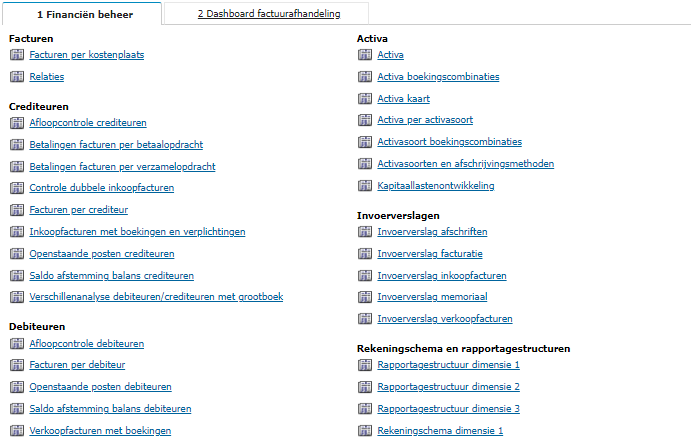 1 Financiën beheer
2 Dashboard factuurafhandeling
Facturen
Facturen per kostenplaats
Relaties
Crediteuren
Afloopcontrole crediteuren
Betalingen facturen per betaalopdracht
Betalingen facturen per verzamelopdracht
Controle dubbele inkoopfacturen
Facturen per crediteur
Inkoopfacturen met boekingen en verplichtingen
Openstaande posten crediteuren
Saldo afstemming balans crediteuren
Verschillenanalyse debiteuren/crediteuren met grootboek
Debiteuren
Afloopcontrole debiteuren
Facturen per debiteur
Openstaande posten debiteuren
Saldo afstemming balans debiteuren
Verkoopfacturen met boekingen
Activa
Activa
Activa boekingscombinaties
Activa kaart
Activa per activasoort
Activasoort boekingscombinaties
Activasoorten en afschrijvingsmethoden
Kapitaallastenontwikkeling
Invoerverslagen
Invoerverslag afschriften
Invoerverslag facturatie
Invoerverslag inkoopfacturen
Invoerverslag memoriaal
Invoerverslag verkoopfacturen
Rekeningschema en rapportagestructuren
Rapportagestructuur dimensie 1
Rapportagestructuur dimensie 2
Rapportagestructuur dimensie 3
Rekeningschema dimensie 1